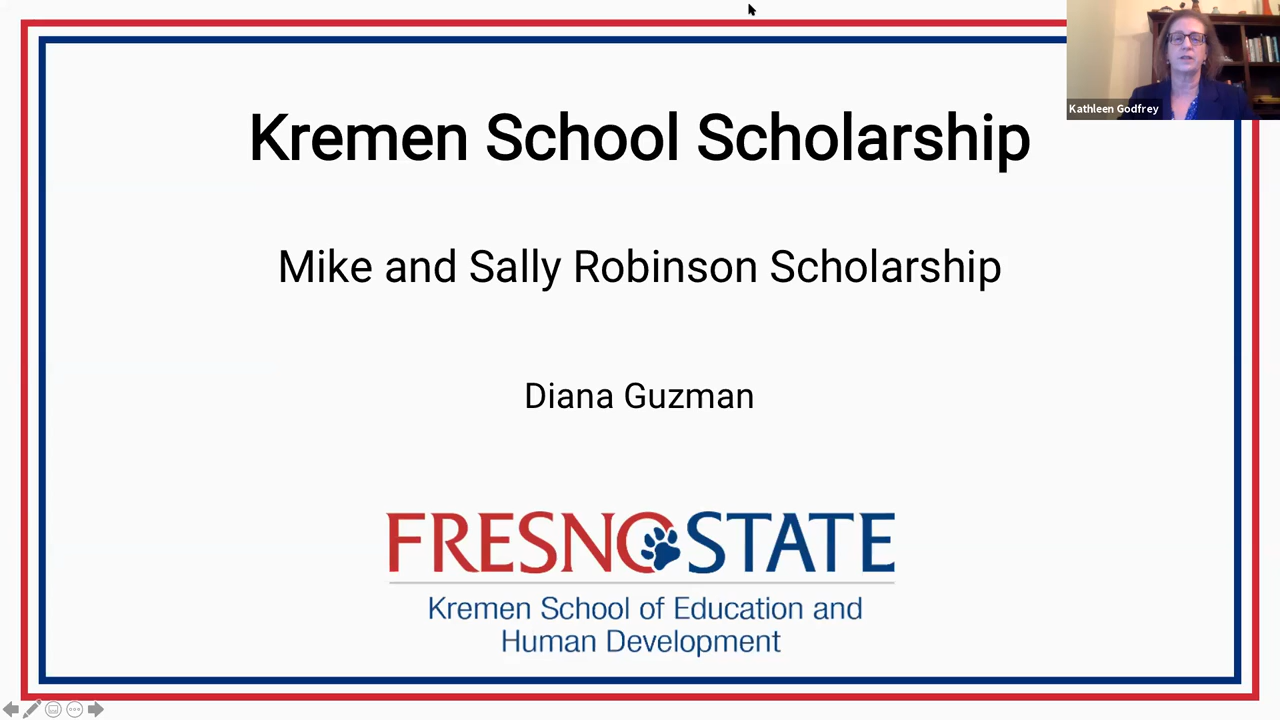 Kremen School Scholarship
Kathleen Godfrey
Mike and Sally Robinson Scholarship
Diana Guzman
FRESNO STATE
Kremen School of Education and
Human Development